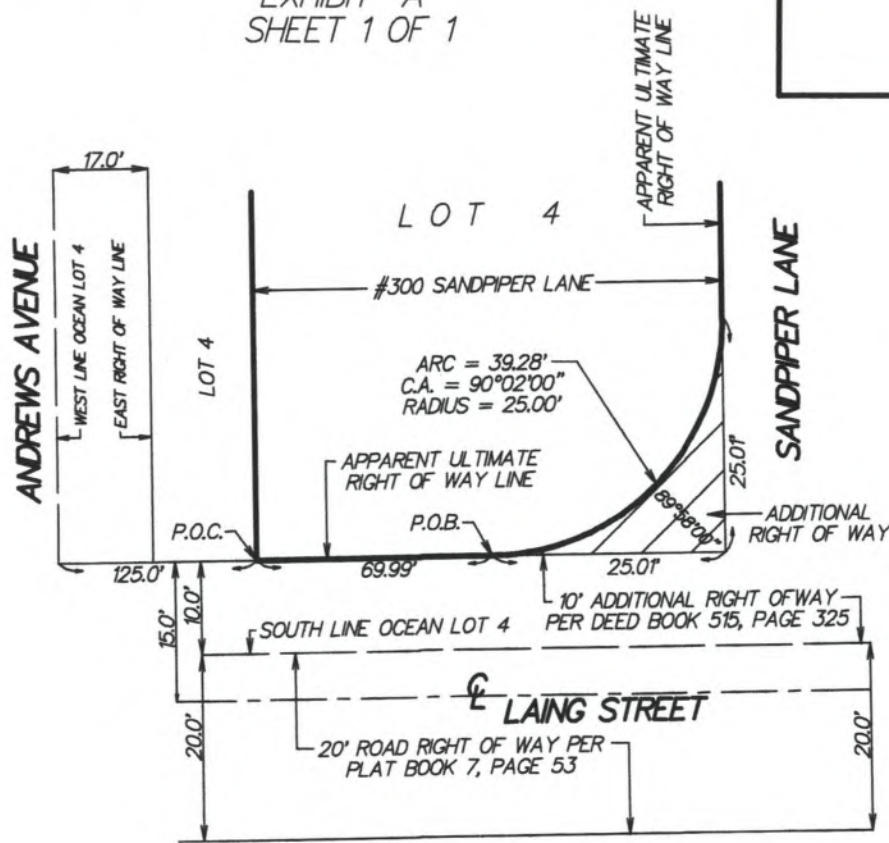 EXHIBIT "A"
SHEET 1 OF 1
APPARENT ULTIMATE
RIGHT OF WAY LINE
17.0'
LOT 4
ANDREWS AVENUE
WEST LINE OCEAN LOT 4
EAST RIGHT OF WAY LINE
LOT 4
#300 SANDPIPER LANE
SANDPIPER LANE
ARC = 39.28'
C.A. = 90°02'00"
RADIUS = 25.00'
APPARENT ULTIMATE
RIGHT OF WAY LINE
25.01'
89°58'00"
ADDITIONAL
RIGHT OF WAY
P.O.C.
P.O.B.
125.0'
69.99'
25.01'
15.0'
10.0'
10' ADDITIONAL RIGHT OF WAY
PER DEED BOOK 515, PAGE 325
SOUTH LINE OCEAN LOT 4
CL
LAING STREET
20.0'
20.0'
20' ROAD RIGHT OF WAY PER
PLAT BOOK 7, PAGE 53